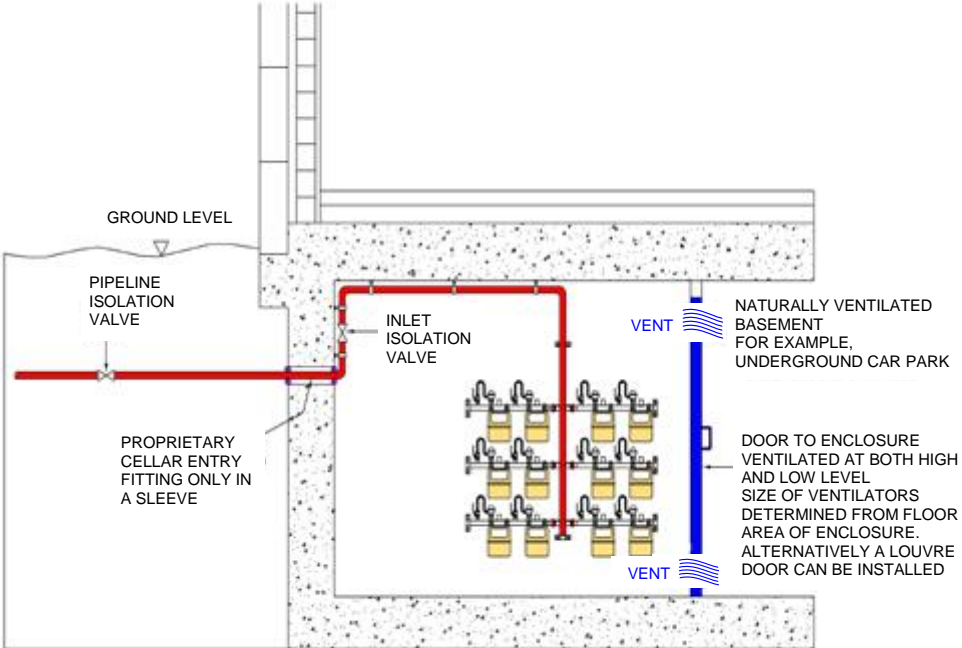 GROUND LEVEL
PIPELINE
ISOLATION
VALVE
INLET
ISOLATION
VALVE
PROPRIETARY
CELLAR ENTRY
FITTING ONLY IN
A SLEEVE
VENT
NATURALLY VENTILATED
BASEMENT
FOR EXAMPLE,
UNDERGROUND CAR PARK
DOOR TO ENCLOSURE
VENTILATED AT BOTH HIGH
AND LOW LEVEL
SIZE OF VENTILATORS
DETERMINED FROM FLOOR
AREA OF ENCLOSURE.
ALTERNATIVELY A LOUVRE
DOOR CAN BE INSTALLED
VENT